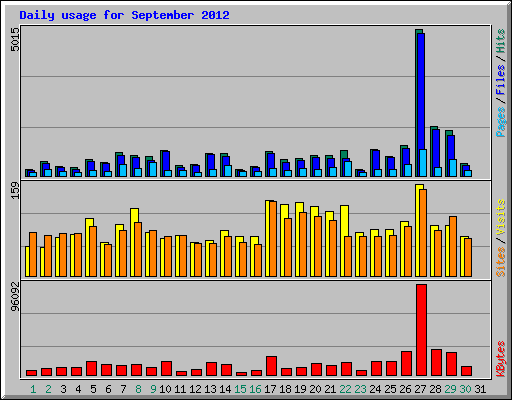 Daily usage for September 2012
5015
189
96092
Pages / Files / Hits
Sites / Visits
KBytes
1 2 3 4 5 6 7 8 9 10 11 12 13 14 15 16 17 18 19 20 21 22 23 24 25 26 27 28 29 30 31